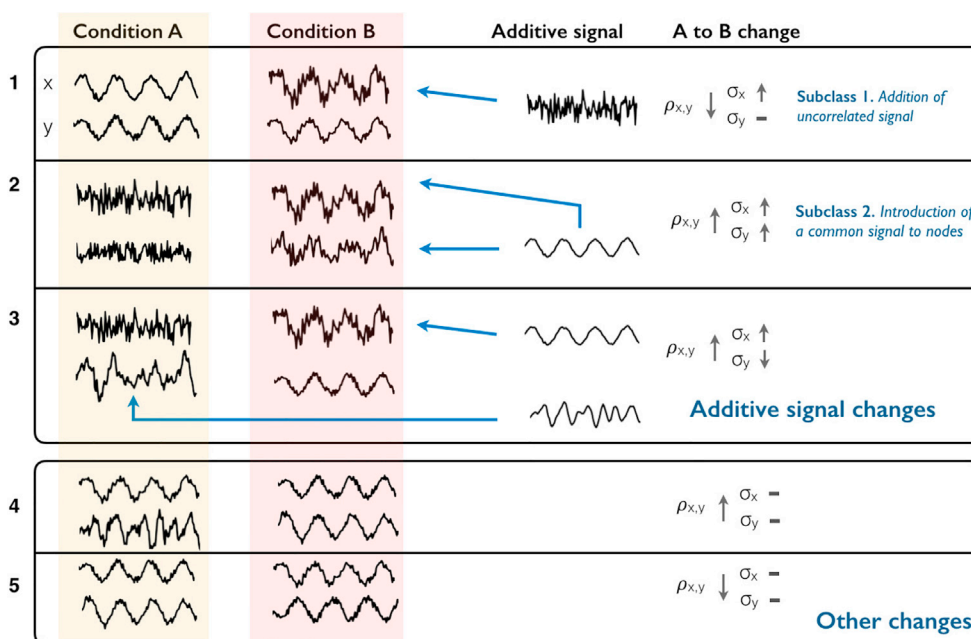 Condition A Condition B Additive signal A to B change
1 x σx ↑
ρx,y ↓ Subclass 1. Addition of
y σy – uncorrelated signal
2 σx ↑ Subclass 2. Introduction of
ρx,y ↑ a common signal to nodes
σy ↑
3 σx ↑
ρx,y ↑
σy ↓
Additive signal changes
4 σx –
ρx,y ↑
σy –
5 σx –
ρx,y ↓
σy –
Other changes